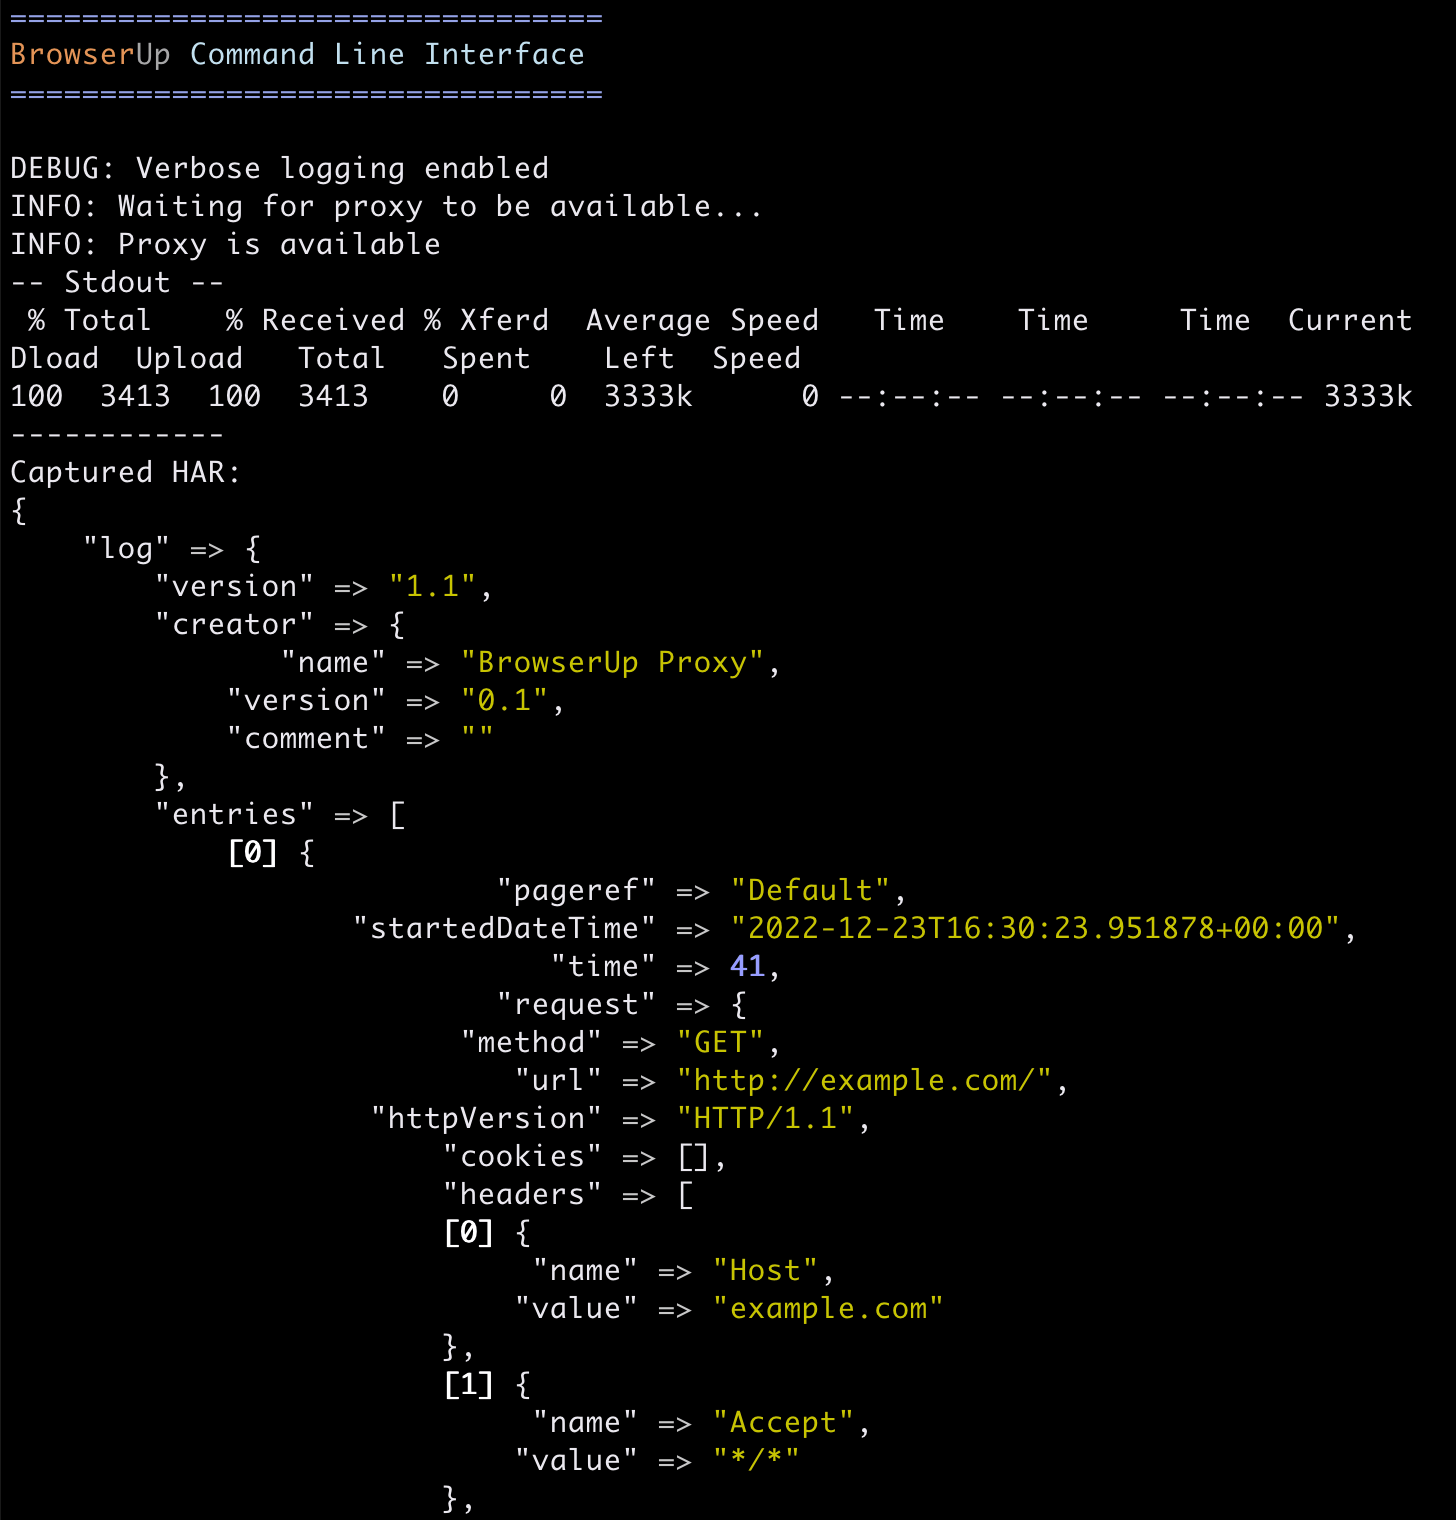 =================================
BrowserUp Command Line Interface
=================================
DEBUG: Verbose logging enabled
INFO: Waiting for proxy to be available...
INFO: Proxy is available
-- Stdout --
 % Total    % Received % Xferd  Average Speed   Time    Time     Time  Current
Dload  Upload   Total   Spent    Left  Speed
100  3413  100  3413    0     0  3333k      0 --:--:-- --:--:-- --:--:-- 3333k
------------
Captured HAR:
{
    "log" => {
        "version" => "1.1",
        "creator" => {
               "name" => "BrowserUp Proxy",
            "version" => "0.1",
            "comment" => ""
        },
        "entries" => [
            [0] {
                           "pageref" => "Default",
                   "startedDateTime" => "2022-12-23T16:30:23.951878+00:00",
                              "time" => 41,
                           "request" => {
                         "method" => "GET",
                            "url" => "http://example.com/",
                    "httpVersion" => "HTTP/1.1",
                        "cookies" => [],
                        "headers" => [
                        [0] {
                             "name" => "Host",
                            "value" => "example.com"
                        },
                        [1] {
                             "name" => "Accept",
                            "value" => "*/*"
                        },